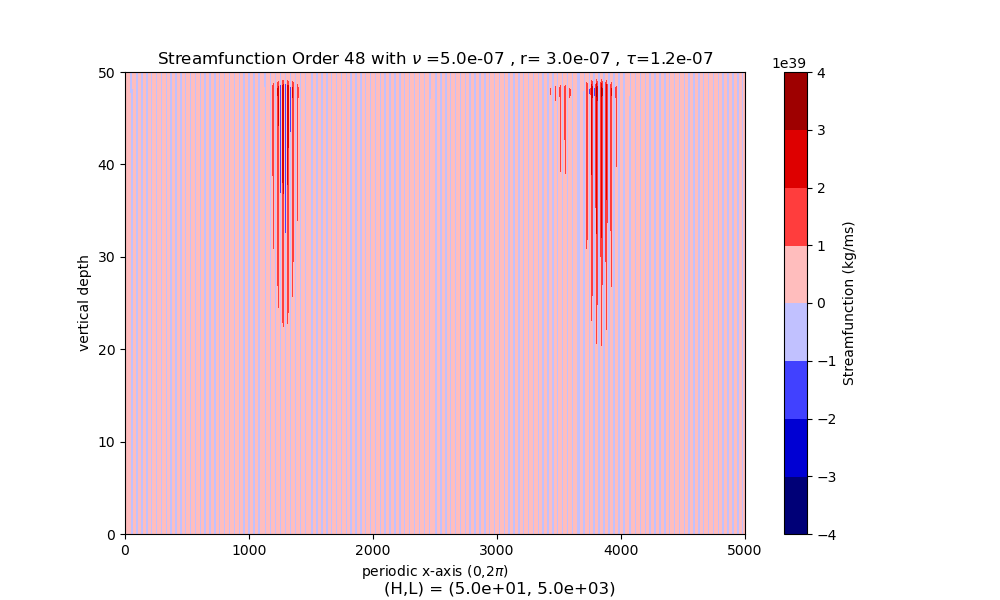 Streamfunction Order 48 with ν =5.0e-07 , r= 3.0e-07 , τ=1.2e-07
1e39
50
40
30
20
10
0
vertical depth
0 1000 2000 3000 4000 5000
periodic x-axis (0,2π)
(H,L) = (5.0e+01, 5.0e+03)
4
3
2
1
0
−1
−2
−3
−4
Streamfunction (kg/ms)